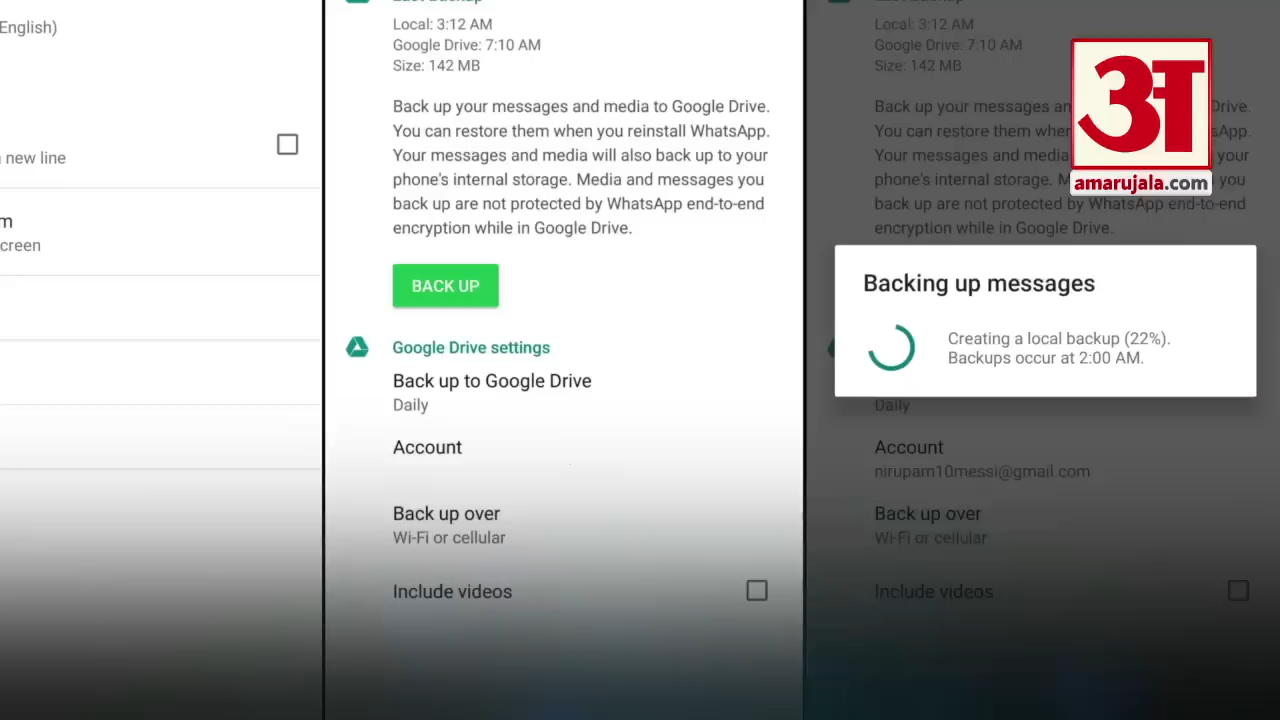 English)
a new line
m
creen
Local: 3:12 AM
Google Drive: 7:10 AM
Size: 142 MB
Back up your messages and media to Google Drive.
You can restore them when you reinstall WhatsApp.
Your messages and media will also back up to your
phone's internal storage. Media and messages you
back up are not protected by WhatsApp end-to-end
encryption while in Google Drive.
BACK UP
Google Drive settings
Back up to Google Drive
Daily
Account
Back up over
Wi-Fi or cellular
Include videos
Local: 3:12 AM
Google Drive: 7:10 AM
Size: 142 MB
Back up your messages an Drive.
You can restore them when sApp.
Your messages and media your
phone's internal storage. M you
back up are not protected by WhatsApp end-to-end
encryption while in Google Drive.
अ
amarujala.com
Backing up messages
Creating a local backup (22%).
Backups occur at 2:00 AM.
Daily
Account
nirupam10messi@gmail.com
Back up over
Wi-Fi or cellular
Include videos